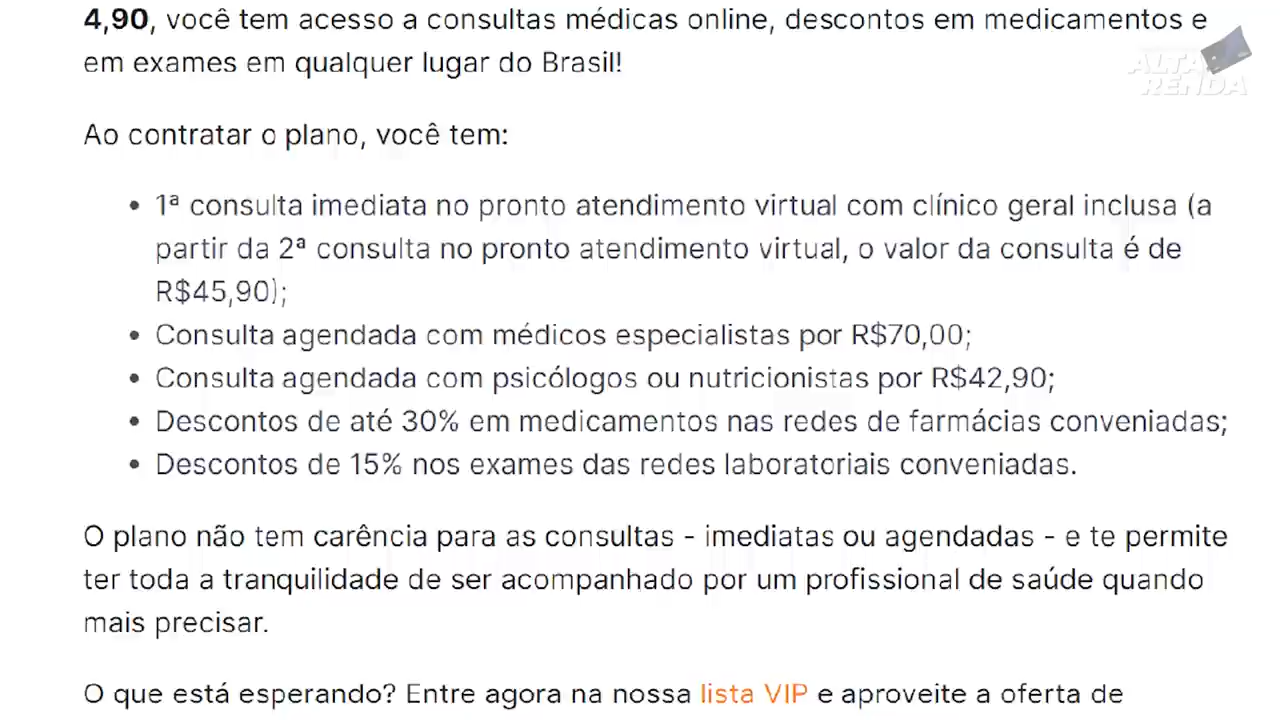 4,90, você tem acesso a consultas médicas online, descontos em medicamentos e
em exames em qualquer lugar do Brasil!
ALTA
RENDA
Ao contratar o plano, você tem:
• 1ª consulta imediata no pronto atendimento virtual com clínico geral inclusa (a
partir da 2ª consulta no pronto atendimento virtual, o valor da consulta é de
R$45,90);
• Consulta agendada com médicos especialistas por R$70,00;
• Consulta agendada com psicólogos ou nutricionistas por R$42,90;
• Descontos de até 30% em medicamentos nas redes de farmácias conveniadas;
• Descontos de 15% nos exames das redes laboratoriais conveniadas.
O plano não tem carência para as consultas - imediatas ou agendadas - e te permite
ter toda a tranquilidade de ser acompanhado por um profissional de saúde quando
mais precisar.
O que está esperando? Entre agora na nossa lista VIP e aproveite a oferta de